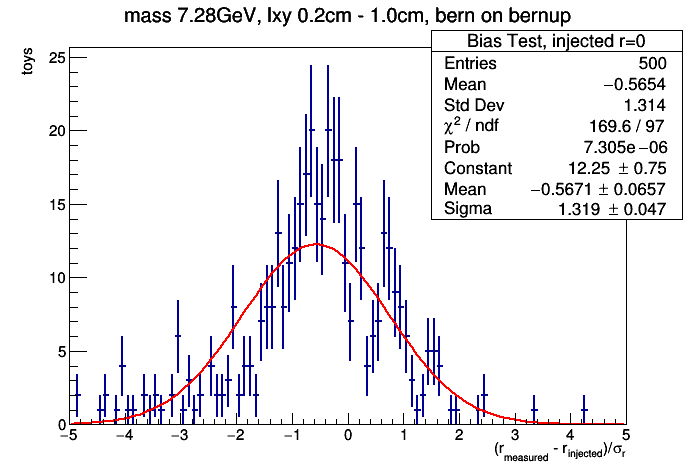 mass 7.28GeV, lxy 0.2cm - 1.0cm, bern on bernup
Bias Test, injected r=0
Entries 500
Mean −0.5654
Std Dev 1.314
χ² / ndf 169.6 / 97
Prob 7.305e−06
Constant 12.25 ± 0.75
Mean −0.5671 ± 0.0657
Sigma 1.319 ± 0.047
toys
25
20
15
10
5
0
−5 −4 −3 −2 −1 0 1 2 3 4 5
(r_measured - r_injected)/σ_r